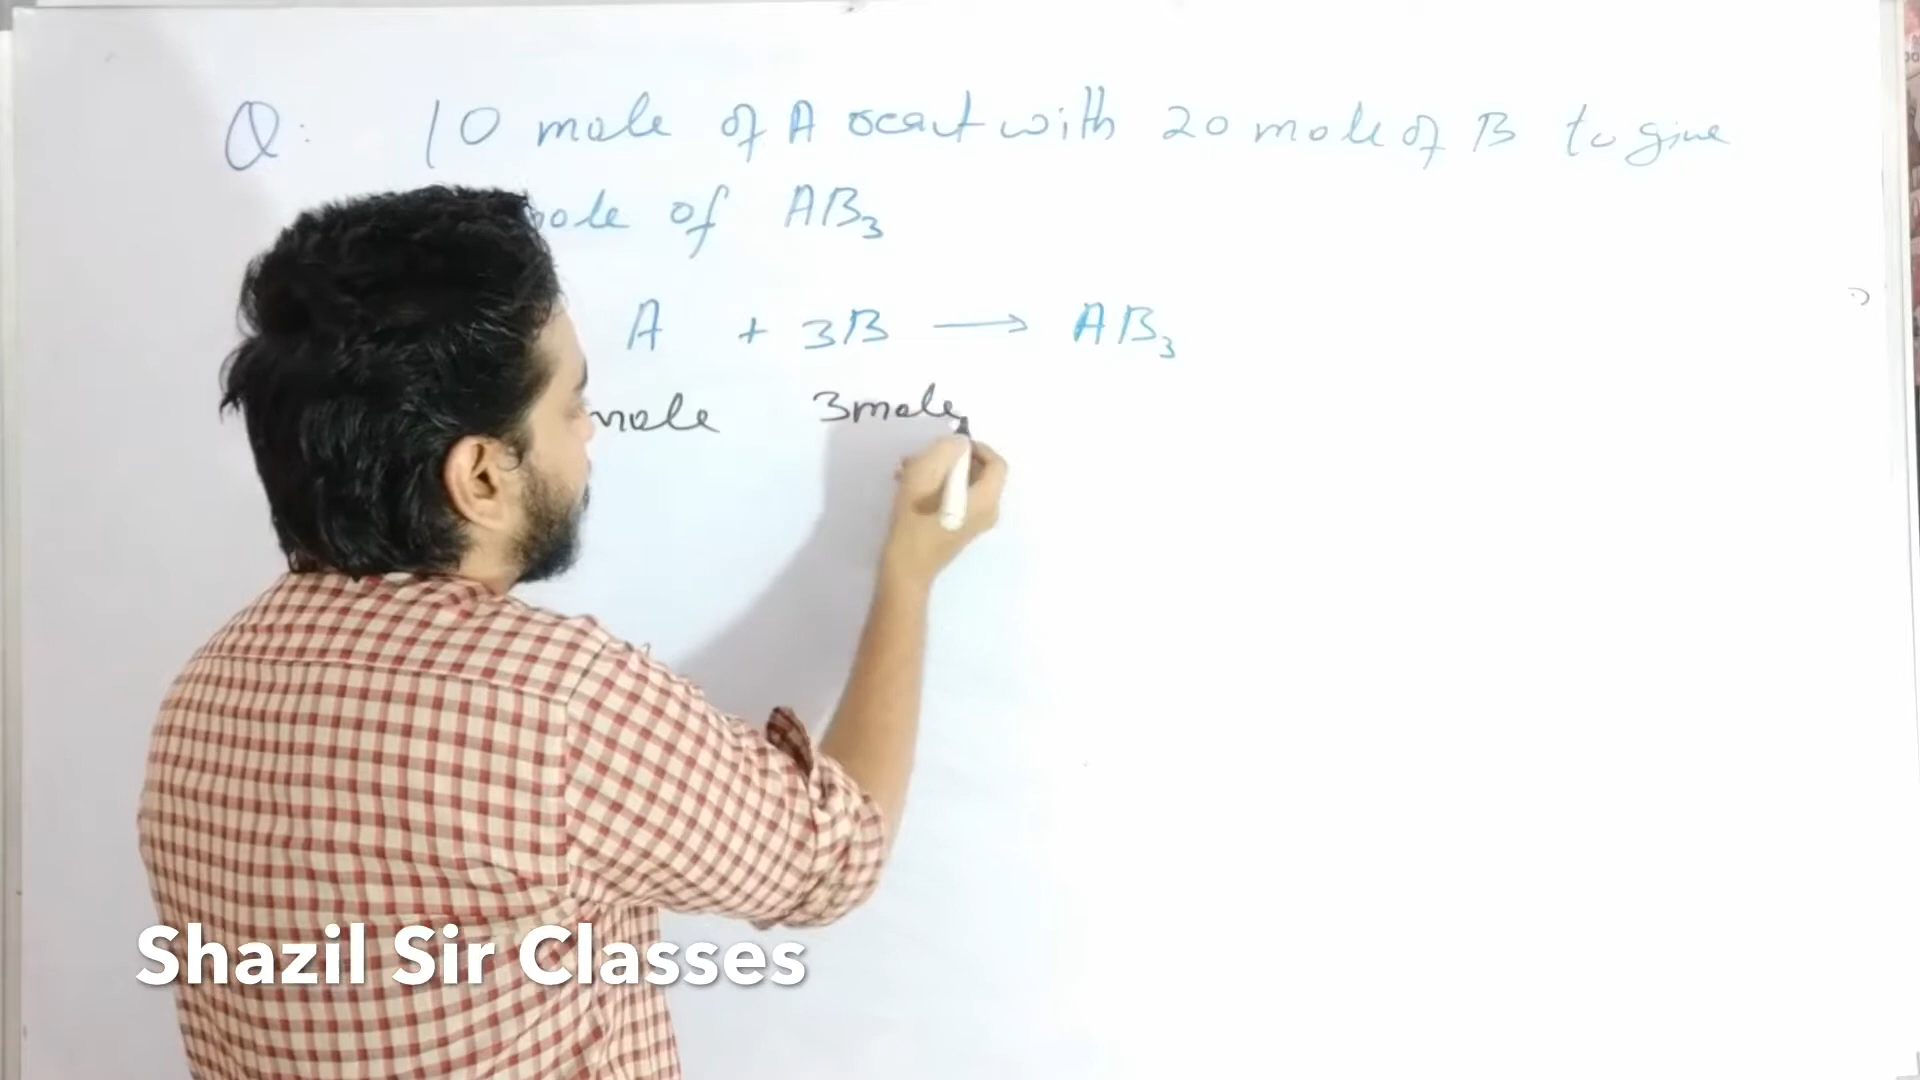 Q: 10 mole of A react with 20 mole of B to give
of AB₃
A + 3B → AB₃
mole 3mole
Shazil Sir Classes